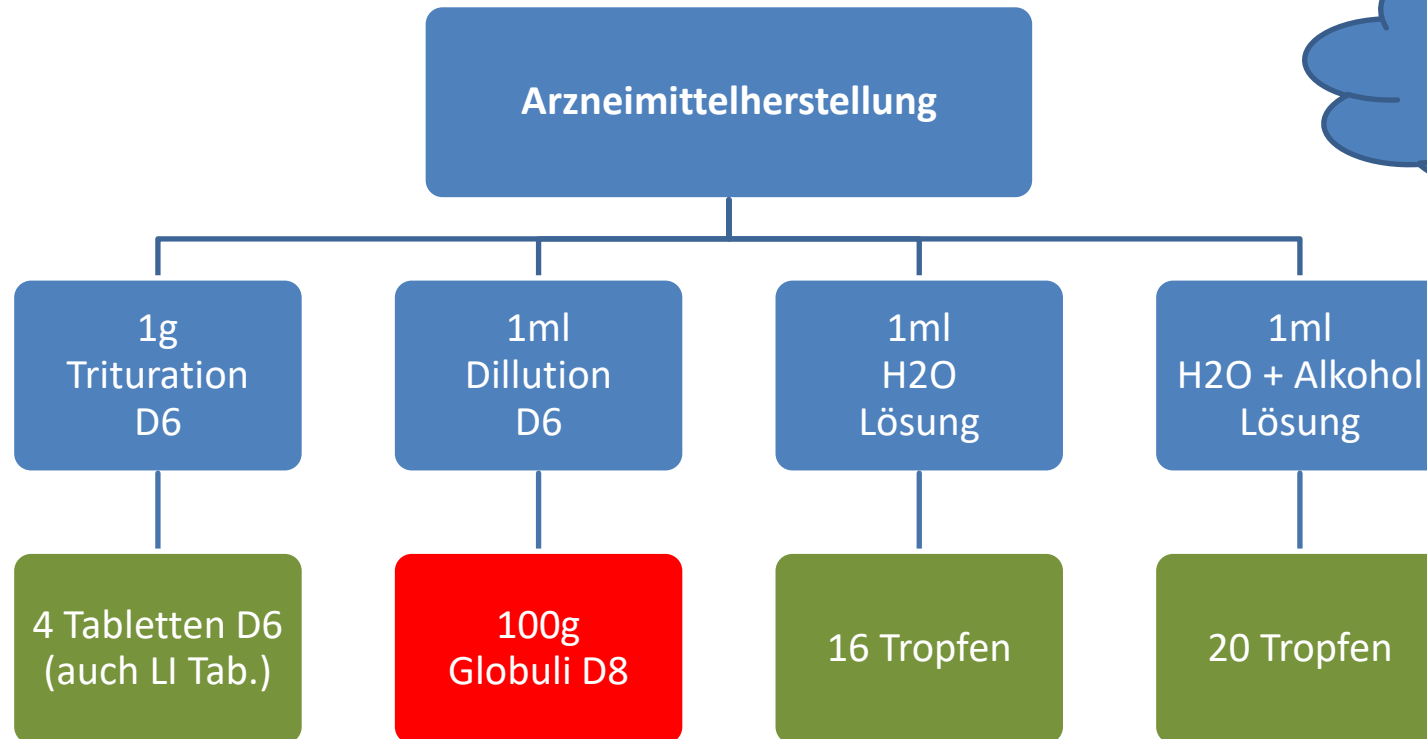 Arzneimittelherstellung
1g
Trituration
D6
1ml
Dillution
D6
1ml
H2O
Lösung
1ml
H2O + Alkohol
Lösung
4 Tabletten D6
(auch LI Tab.)
100g
Globuli D8
16 Tropfen
20 Tropfen